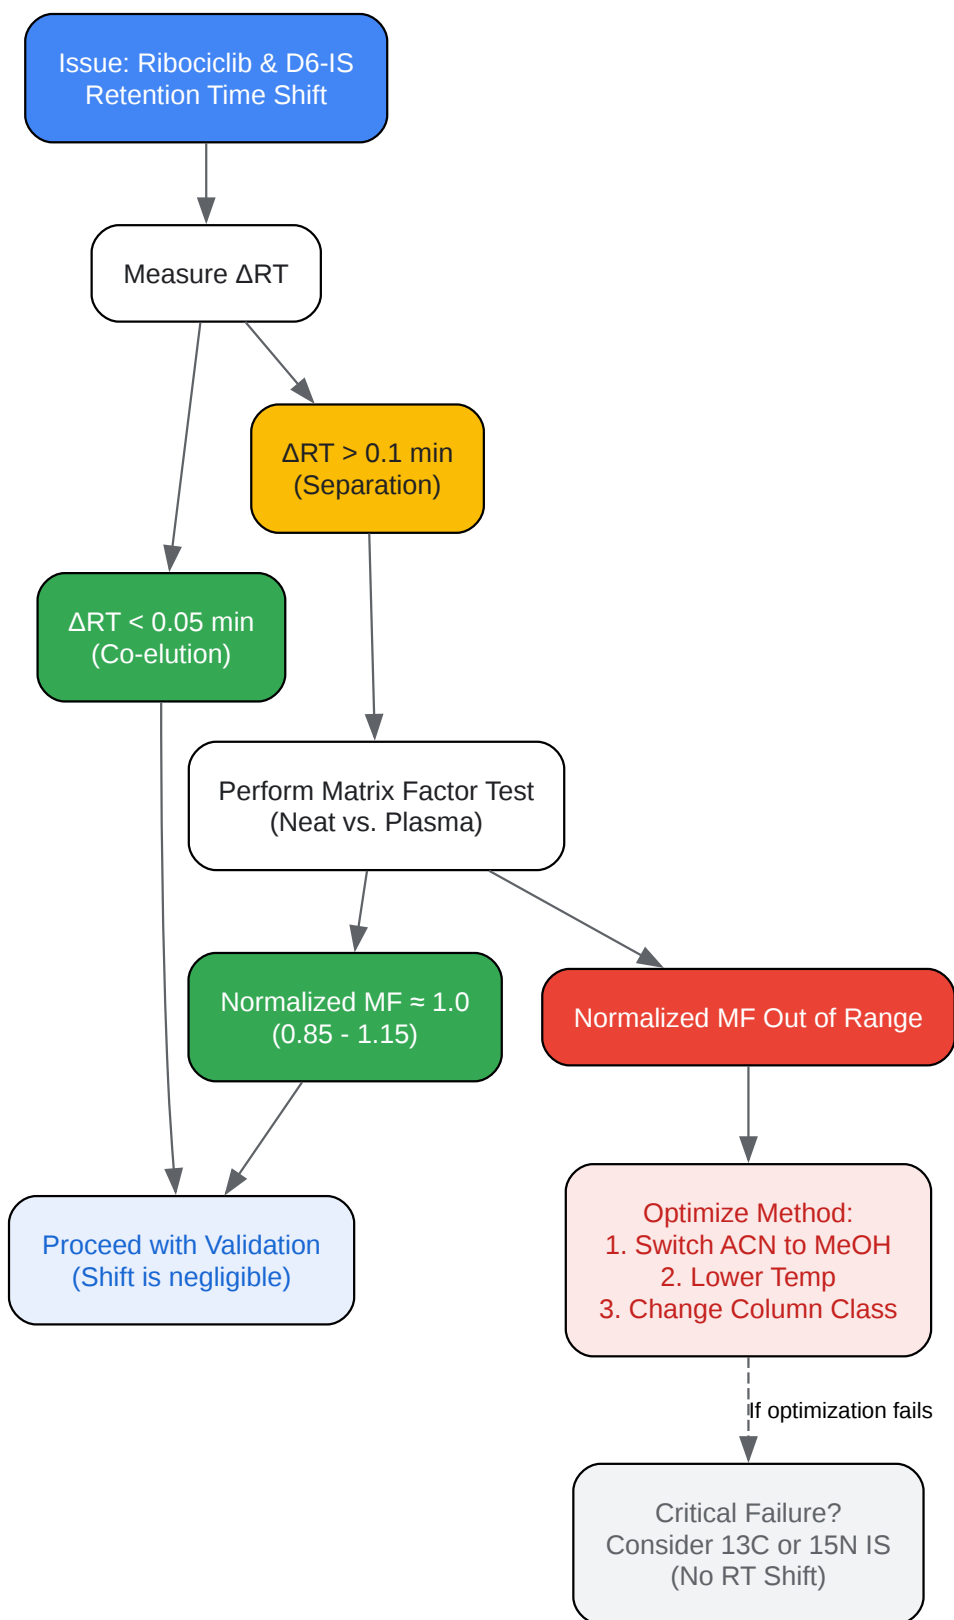 Issue: Ribociclib & D6-IS
Retention Time Shift
Measure ΔRT
ΔRT > 0.1 min
(Separation)
ΔRT < 0.05 min
(Co-elution)
Perform Matrix Factor Test
(Neat vs. Plasma)
Normalized MF ≈ 1.0
(0.85 - 1.15)
Normalized MF Out of Range
Proceed with Validation
(Shift is negligible)
Optimize Method:
1. Switch ACN to MeOH
2. Lower Temp
3. Change Column Class
If optimization fails
Critical Failure?
Consider 13C or 15N IS
(No RT Shift)